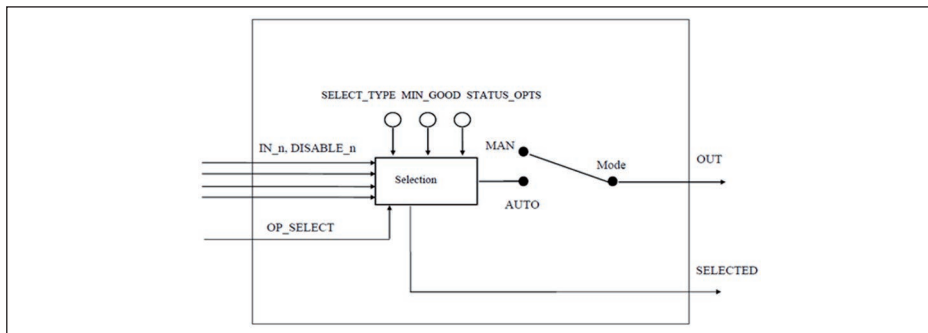 SELECT_TYPE MIN_GOOD STATUS_OPTS
IN_n, DISABLE_n
MAN
Mode
OUT
Selection
AUTO
OP_SELECT
SELECTED